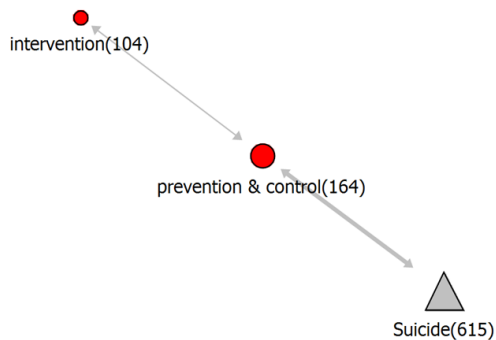 intervention(104)
prevention & control(164)
Suicide(615)